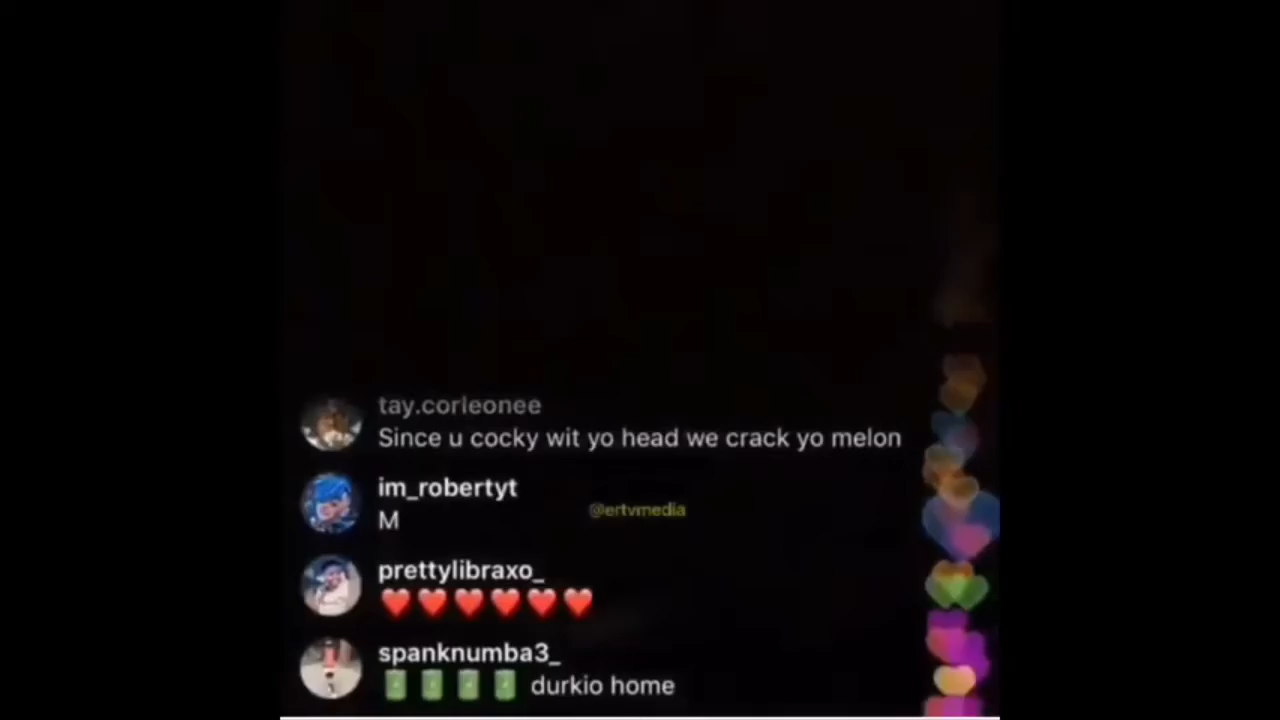 tay.corleonee
Since u cocky wit yo head we crack yo melon
im_robertyt
M
@ertvmedia
prettylibraxo_
❤️❤️❤️❤️❤️❤️
spanknumba3_
🔋🔋🔋🔋 durkio home